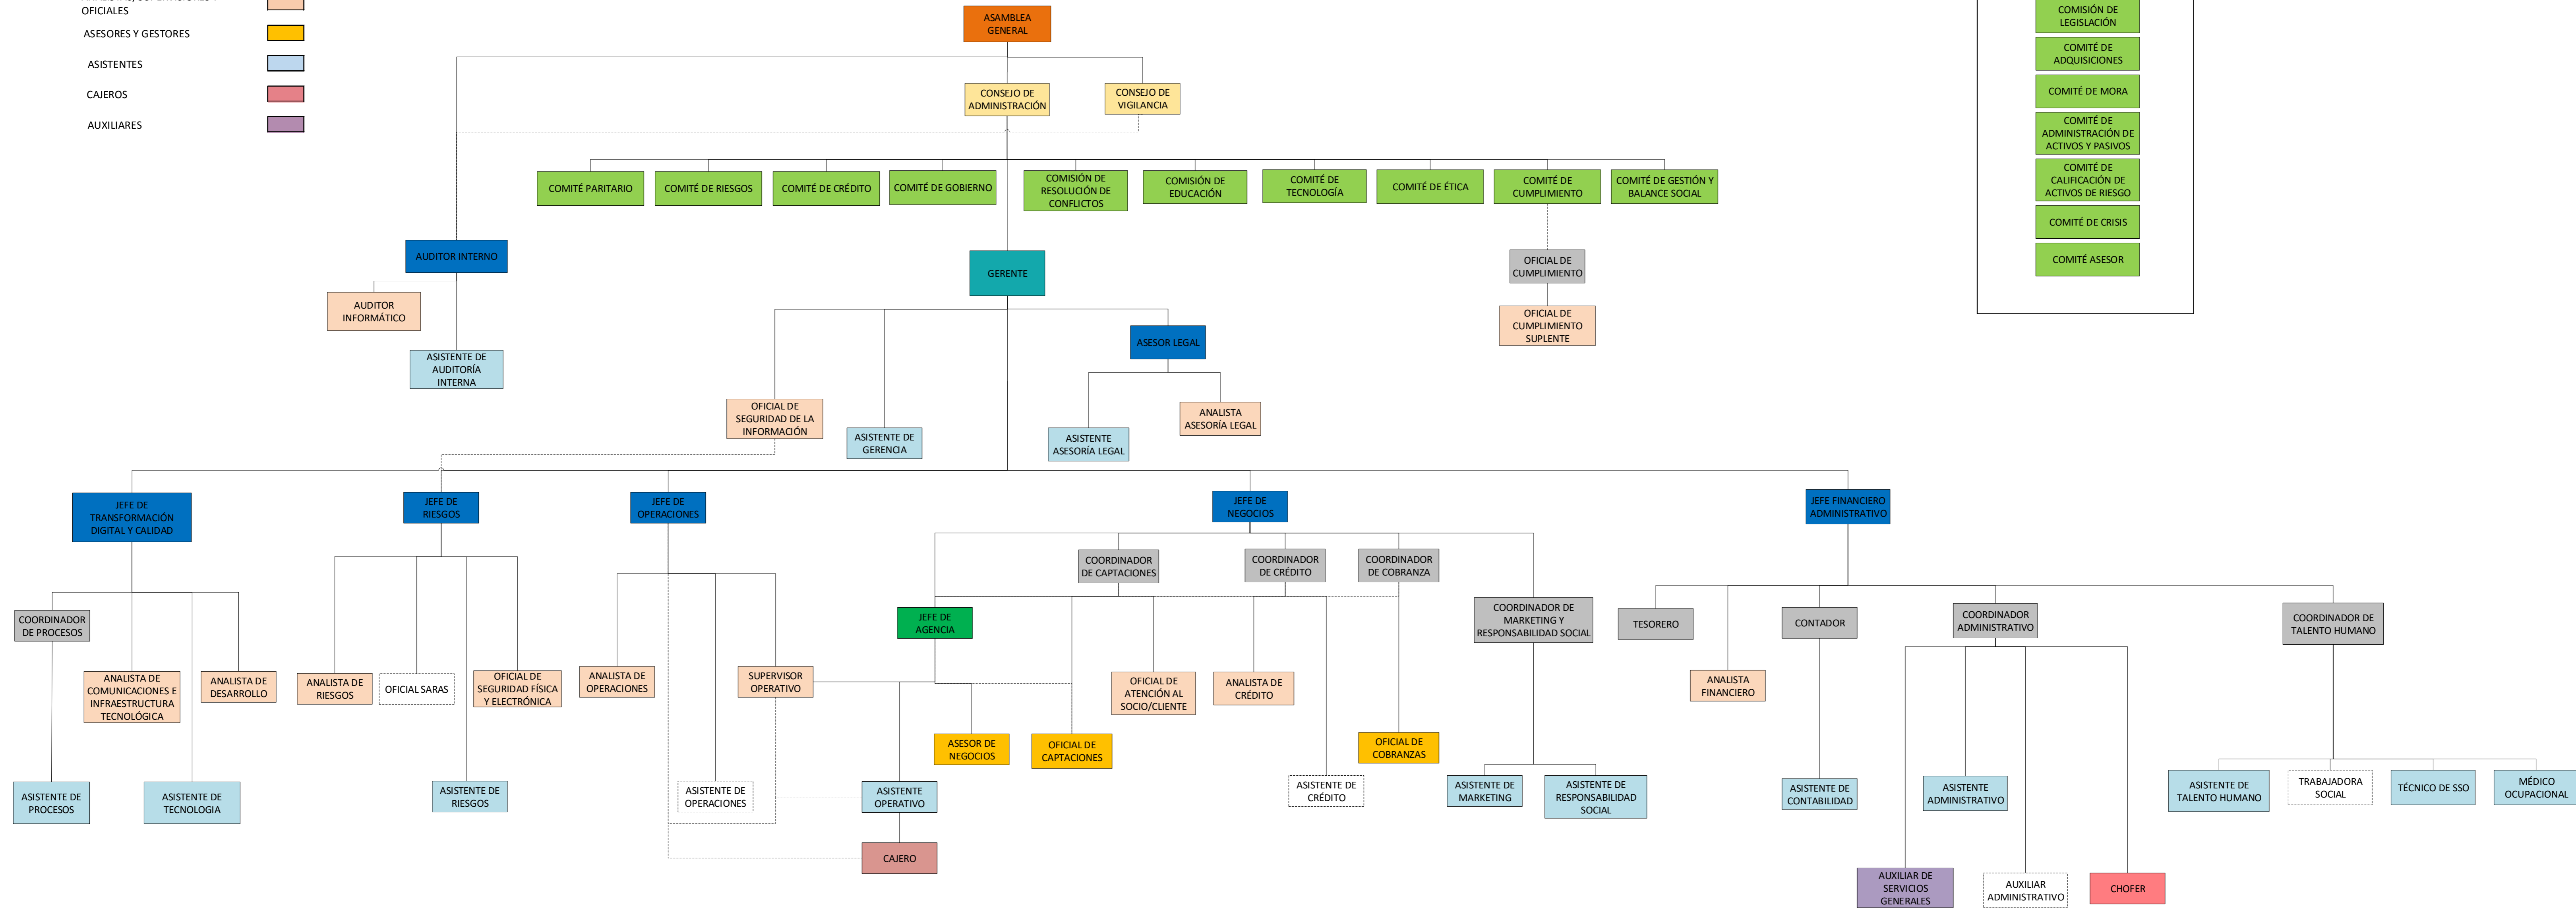 OFICIALES
ASESORES Y GESTORES
ASISTENTES
CAJEROS
AUXILIARES
ASAMBLEA
GENERAL
CONSEJO DE
ADMINISTRACIÓN
CONSEJO DE
VIGILANCIA
COMISIÓN DE
LEGISLACIÓN
COMITÉ DE
ADQUISICIONES
COMITÉ DE MORA
COMITÉ DE
ADMINISTRACIÓN DE
ACTIVOS Y PASIVOS
COMITÉ DE
CALIFICACIÓN DE
ACTIVOS DE RIESGO
COMITÉ DE CRISIS
COMITÉ ASESOR
COMITÉ PARITARIO
COMITÉ DE RIESGOS
COMITÉ DE CRÉDITO
COMITÉ DE GOBIERNO
COMISIÓN DE
RESOLUCIÓN DE
CONFLICTOS
COMISIÓN DE
EDUCACIÓN
COMITÉ DE
TECNOLOGÍA
COMITÉ DE ÉTICA
COMITÉ DE
CUMPLIMIENTO
COMITÉ DE GESTIÓN Y
BALANCE SOCIAL
AUDITOR INTERNO
AUDITOR
INFORMÁTICO
ASISTENTE DE
AUDITORÍA
INTERNA
GERENTE
OFICIAL DE
CUMPLIMIENTO
OFICIAL DE
CUMPLIMIENTO
SUPLENTE
ASESOR LEGAL
OFICIAL DE
SEGURIDAD DE LA
INFORMACIÓN
ASISTENTE DE
GERENCIA
ASISTENTE
ASESORÍA LEGAL
ANALISTA
ASESORÍA LEGAL
JEFE DE
TRANSFORMACIÓN
DIGITAL Y CALIDAD
JEFE DE
RIESGOS
JEFE DE
OPERACIONES
JEFE DE
NEGOCIOS
JEFE FINANCIERO
ADMINISTRATIVO
COORDINADOR
DE CAPTACIONES
COORDINADOR
DE CRÉDITO
COORDINADOR
DE COBRANZA
COORDINADOR
DE PROCESOS
JEFE DE
AGENCIA
COORDINADOR DE
MARKETING Y
RESPONSABILIDAD SOCIAL
TESORERO
CONTADOR
COORDINADOR
ADMINISTRATIVO
COORDINADOR DE
TALENTO HUMANO
ANALISTA DE
COMUNICACIONES E
INFRAESTRUCTURA
TECNOLÓGICA
ANALISTA DE
DESARROLLO
ANALISTA DE
RIESGOS
OFICIAL SARAS
OFICIAL DE
SEGURIDAD FÍSICA
Y ELECTRÓNICA
ANALISTA DE
OPERACIONES
SUPERVISOR
OPERATIVO
OFICIAL DE
ATENCIÓN AL
SOCIO/CLIENTE
ANALISTA DE
CRÉDITO
ANALISTA
FINANCIERO
ASESOR DE
NEGOCIOS
OFICIAL DE
CAPTACIONES
OFICIAL DE
COBRANZAS
ASISTENTE DE
PROCESOS
ASISTENTE DE
TECNOLOGIA
ASISTENTE DE
RIESGOS
ASISTENTE DE
OPERACIONES
ASISTENTE
OPERATIVO
ASISTENTE DE
CRÉDITO
ASISTENTE DE
MARKETING
ASISTENTE DE
RESPONSABILIDAD
SOCIAL
ASISTENTE DE
CONTABILIDAD
ASISTENTE
ADMINISTRATIVO
ASISTENTE DE
TALENTO HUMANO
TRABAJADORA
SOCIAL
TÉCNICO DE SSO
MÉDICO
OCUPACIONAL
CAJERO
AUXILIAR DE
SERVICIOS
GENERALES
AUXILIAR
ADMINISTRATIVO
CHOFER